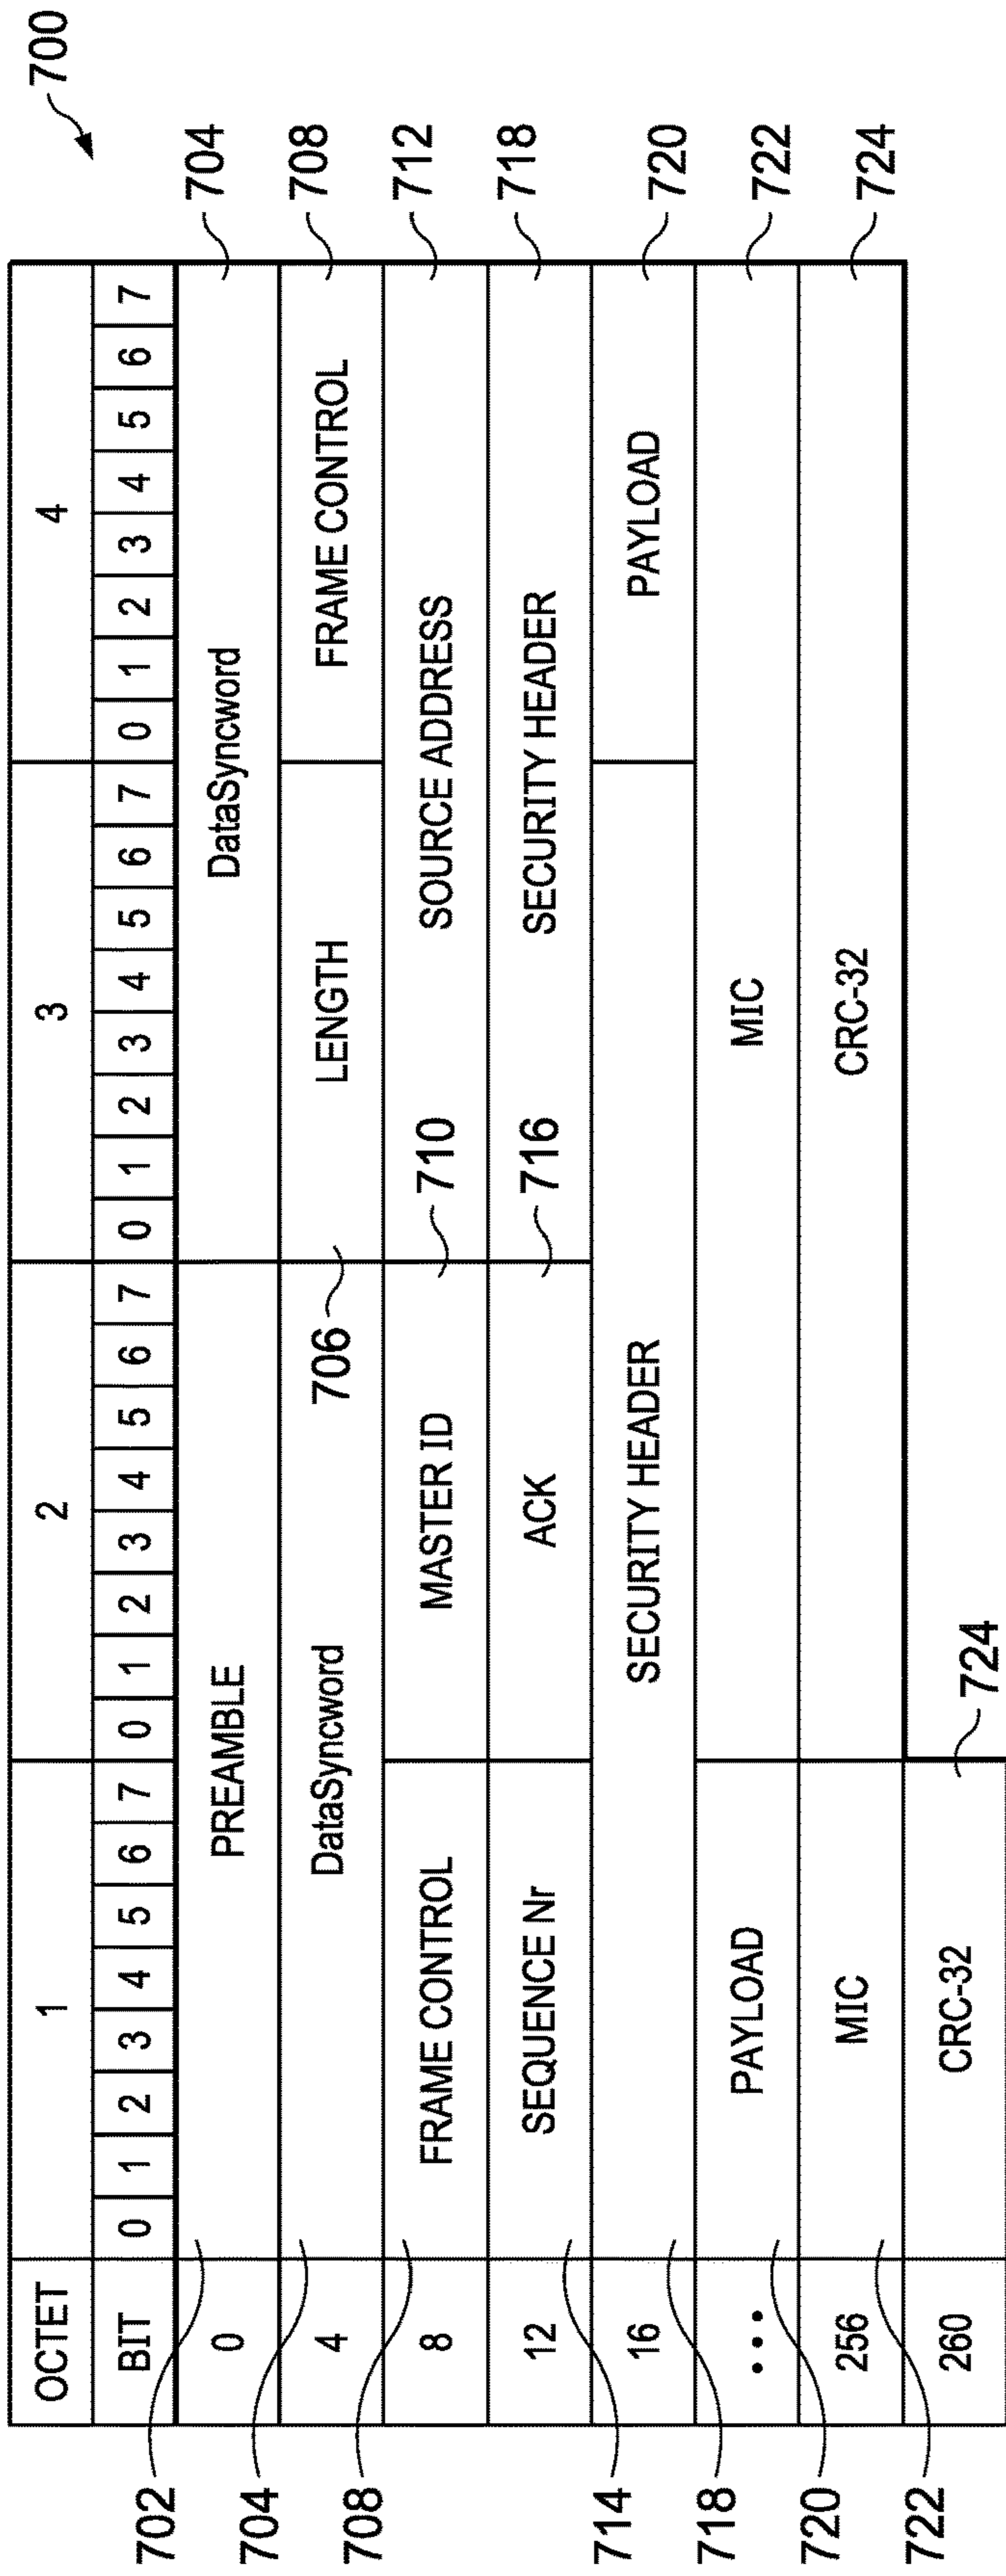 700
OCTET 1 2 3 4
BIT 0 1 2 3 4 5 6 7 0 1 2 3 4 5 6 7 0 1 2 3 4 5 6 7 0 1 2 3 4 5 6 7
702 0 PREAMBLE DataSyncword 704
704 4 DataSyncword 706 LENGTH FRAME CONTROL 708
708 8 FRAME CONTROL MASTER ID 710 SOURCE ADDRESS 712
12 SEQUENCE Nr ACK 716 SECURITY HEADER 718
714 16 SECURITY HEADER PAYLOAD 720
718 ••• PAYLOAD MIC 722
720 256 MIC CRC-32 724
722 260 CRC-32 724